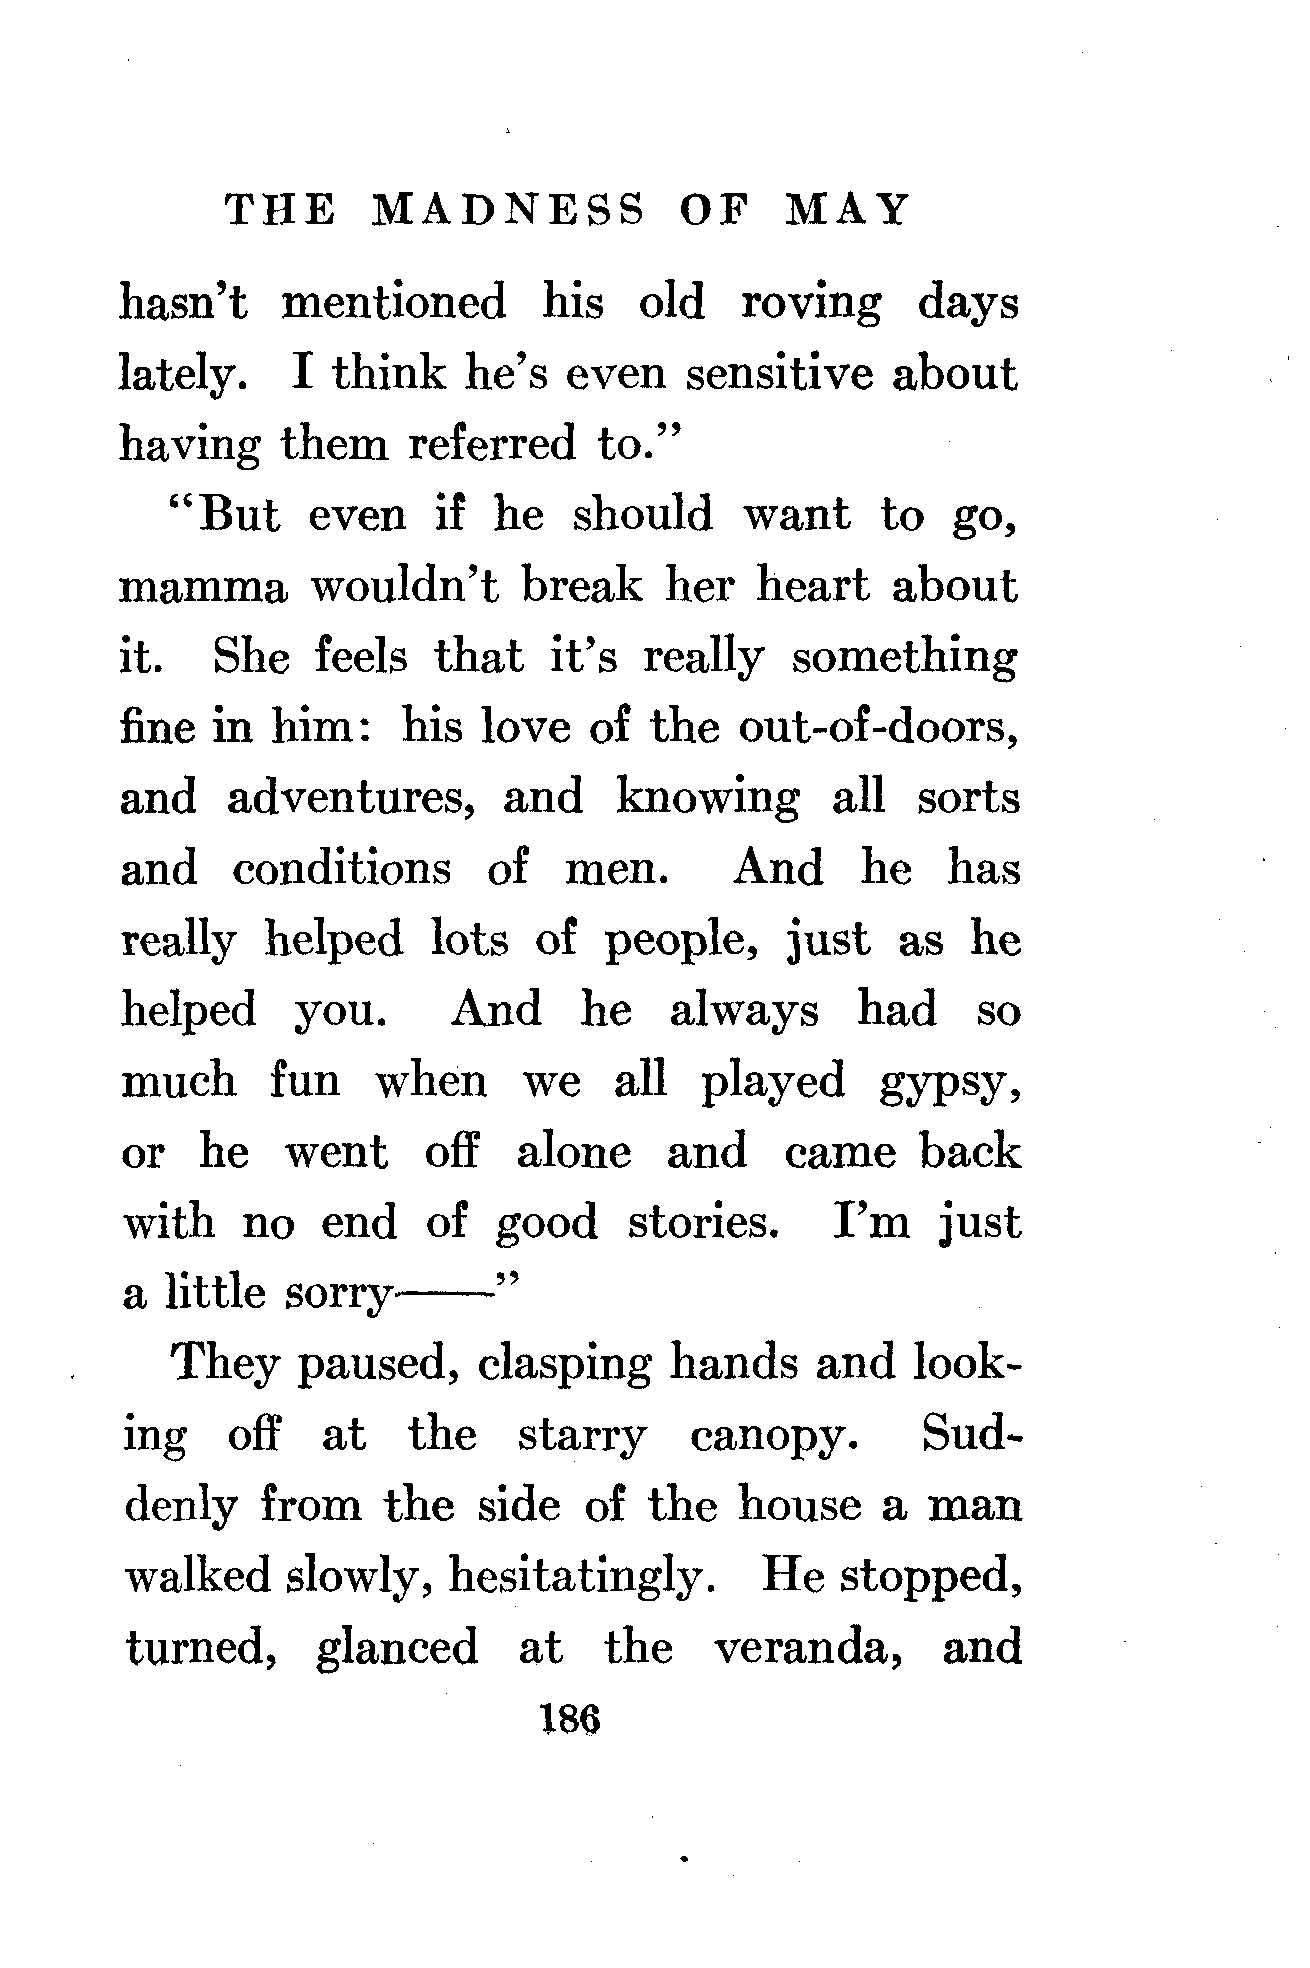 THE MADNESS OF MAY
hasn't mentioned his old roving days
lately. I think he's even sensitive about
having them referred to."
"But even if he should want to go,
mamma wouldn't break her heart about
it. She feels that it's really something
fine in him: his love of the out-of-doors,
and adventures, and knowing all sorts
and conditions of men. And he has
really helped lots of people, just as he
helped you. And he always had so
much fun when we all played gypsy,
or he went off alone and came back
with no end of good stories. I'm just
a little sorry——"
They paused, clasping hands and look-
ing off at the starry canopy. Sud-
denly from the side of the house a man
walked slowly, hesitatingly. He stopped,
turned, glanced at the veranda, and
186